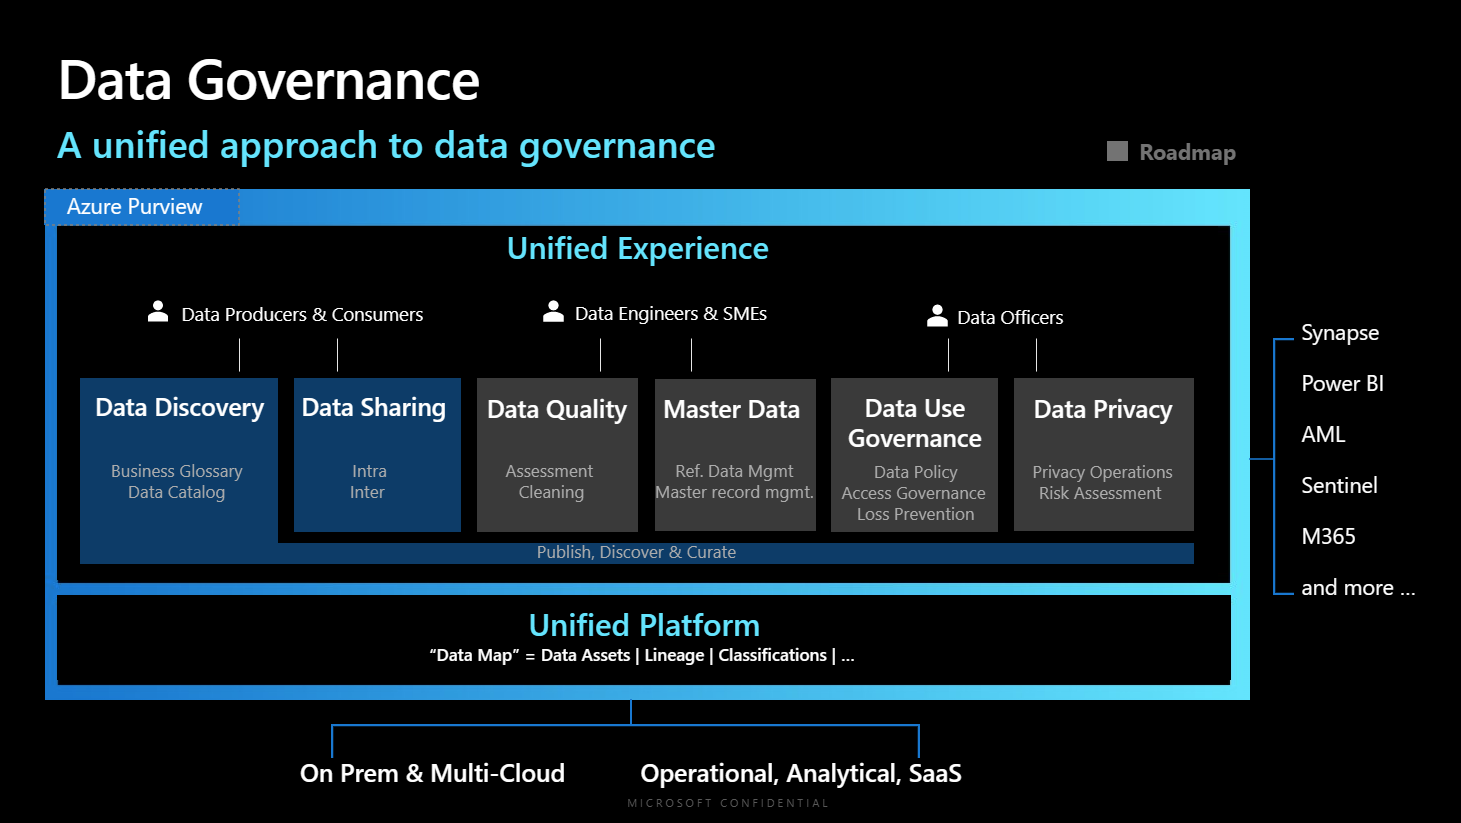 Data Governance
A unified approach to data governance
Roadmap
Azure Purview
Unified Experience
Data Producers & Consumers
Data Engineers & SMEs
Data Officers
Data Discovery
Business Glossary
Data Catalog
Data Sharing
Intra
Inter
Data Quality
Assessment
Cleaning
Master Data
Ref. Data Mgmt
Master record mgmt.
Data Use
Governance
Data Policy
Access Governance
Loss Prevention
Data Privacy
Privacy Operations
Risk Assessment
Publish, Discover & Curate
Unified Platform
“Data Map” = Data Assets | Lineage | Classifications | ...
Synapse
Power BI
AML
Sentinel
M365
and more ...
On Prem & Multi-Cloud
Operational, Analytical, SaaS
MICROSOFT CONFIDENTIAL